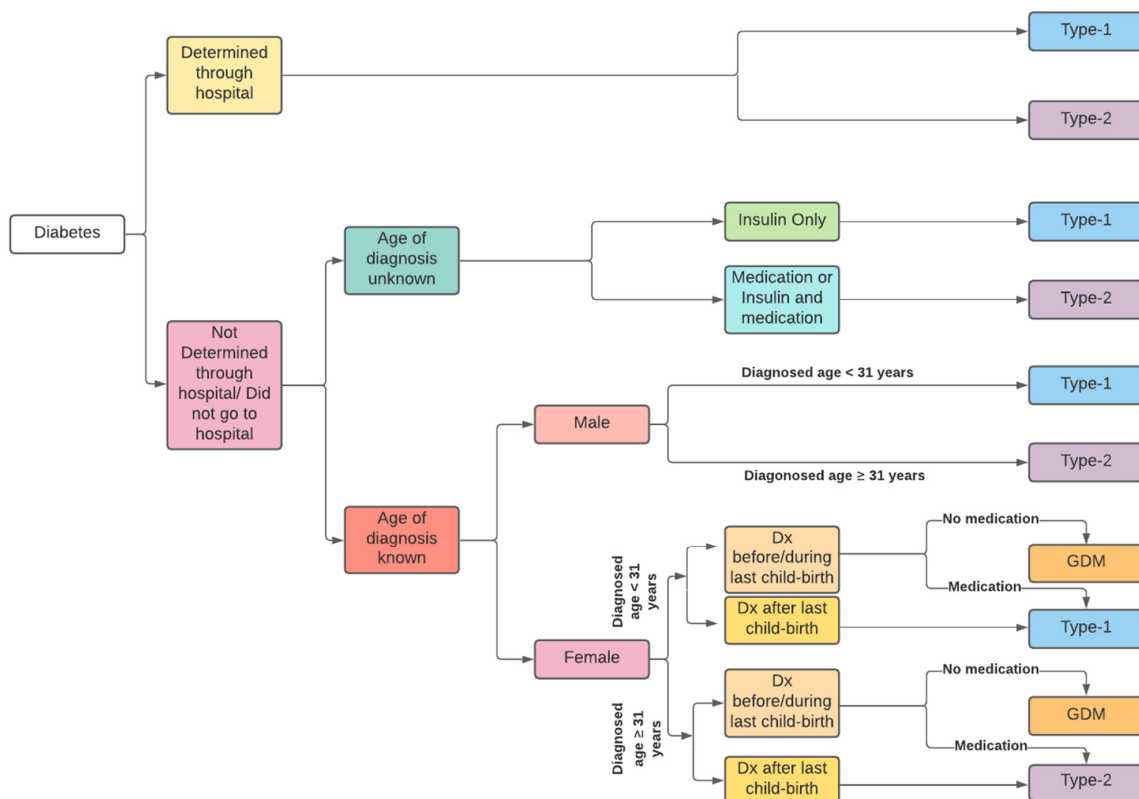 Determined
through
hospital
Type-1
Type-2
Diabetes
Age of
diagnosis
unknown
Insulin Only
Type-1
Medication or
Insulin and
medication
Type-2
Not
Determined
through
hospital/ Did
not go to
hospital
Diagnosed age < 31 years
Type-1
Male
Type-2
Diagonosed age ≥ 31 years
Age of
diagnosis
known
Diagnosed
age < 31
years
Dx
before/during
last child-birth
No medication
GDM
Medication
Dx after last
child-birth
Type-1
Female
Diagnosed
age ≥ 31
years
Dx
before/during
last child-birth
No medication
GDM
Medication
Dx after last
child-birth
Type-2